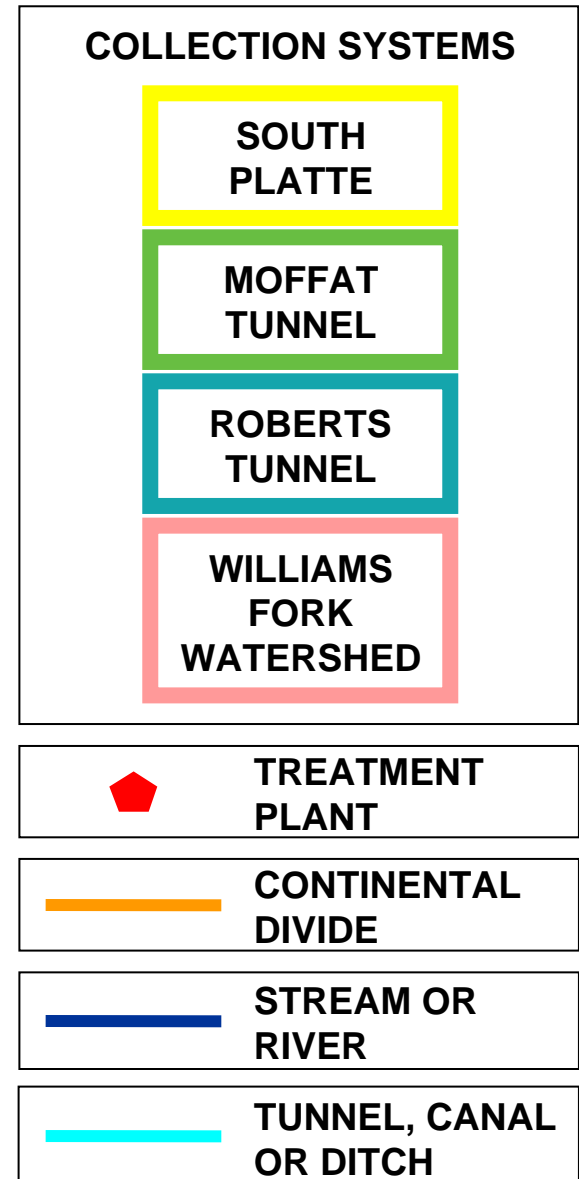 COLLECTION SYSTEMS
SOUTH
PLATTE
MOFFAT
TUNNEL
ROBERTS
TUNNEL
WILLIAMS
FORK
WATERSHED
TREATMENT
PLANT
CONTINENTAL
DIVIDE
STREAM OR
RIVER
TUNNEL, CANAL
OR DITCH